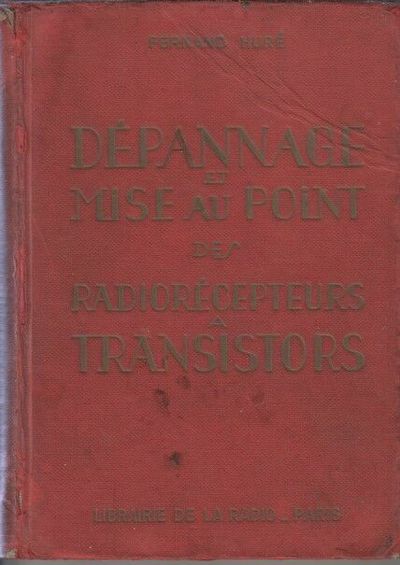 FERNAND HURÉ
DÉPANNAGE
ET
MISE AU POINT
DES
RADIORÉCEPTEURS
A
TRANSISTORS
LIBRAIRIE DE LA RADIO _ PARIS